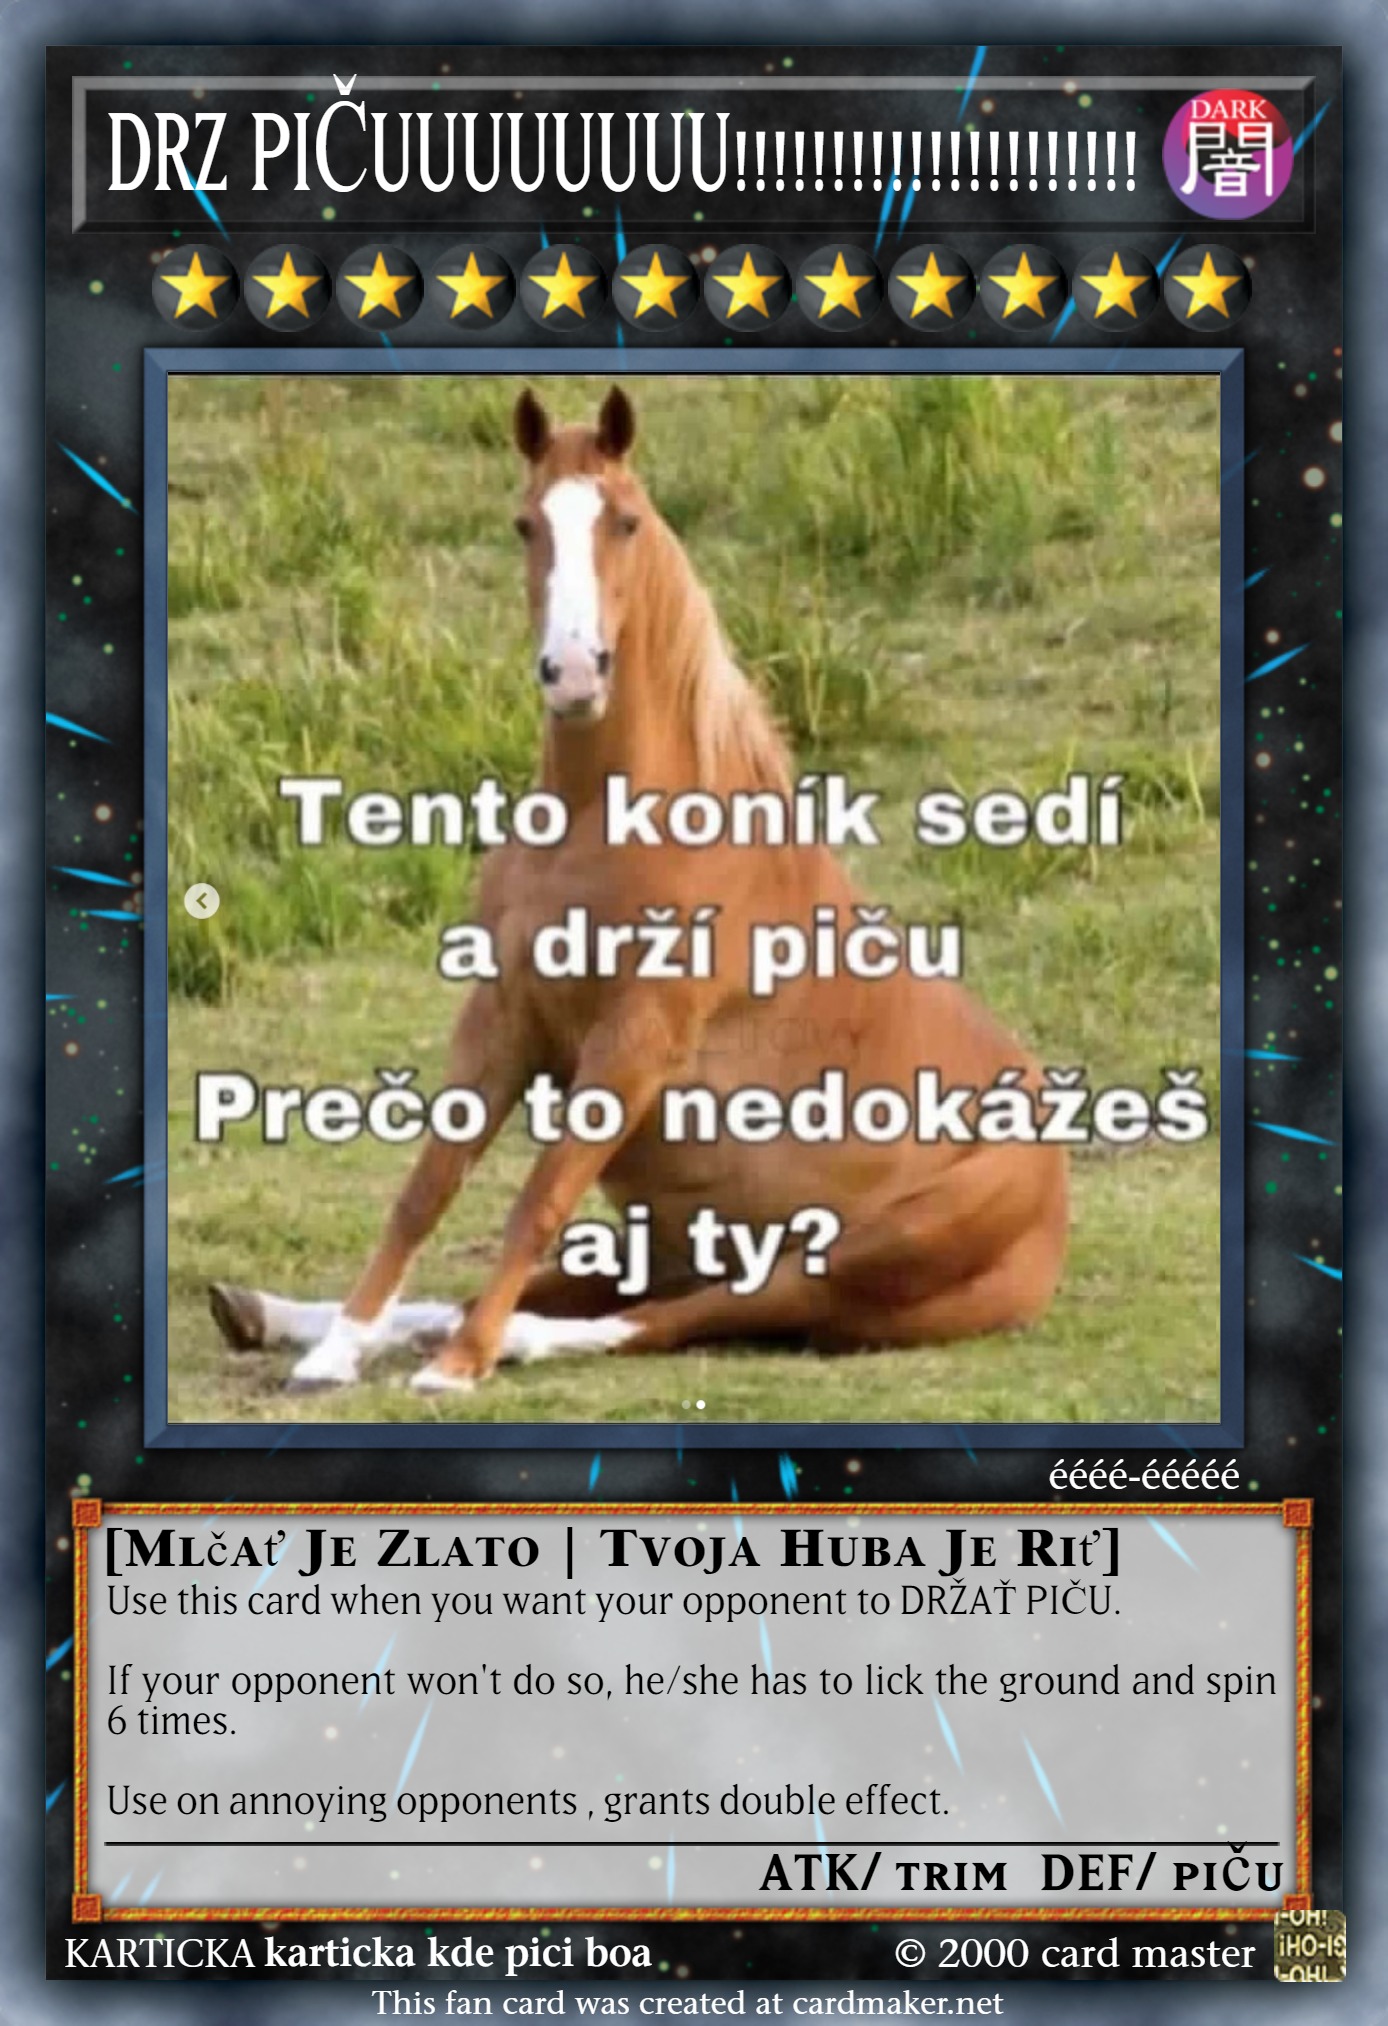 DRZ PIČUUUUUUUU!!!!!!!!!!!!!!!!!!!!!
DARK
闇
Tento koník sedí
a drží piču
Prečo to nedokážeš
aj ty?
éééé-ééééé
[Mlčať Je Zlato | Tvoja Huba Je Riť]
Use this card when you want your opponent to DRŽAŤ PIČU.
If your opponent won't do so, he/she has to lick the ground and spin
6 times.
Use on annoying opponents , grants double effect.
ATK/ TRIM DEF/ PIČU
KARTICKA karticka kde pici boa
© 2000 card master
This fan card was created at cardmaker.net